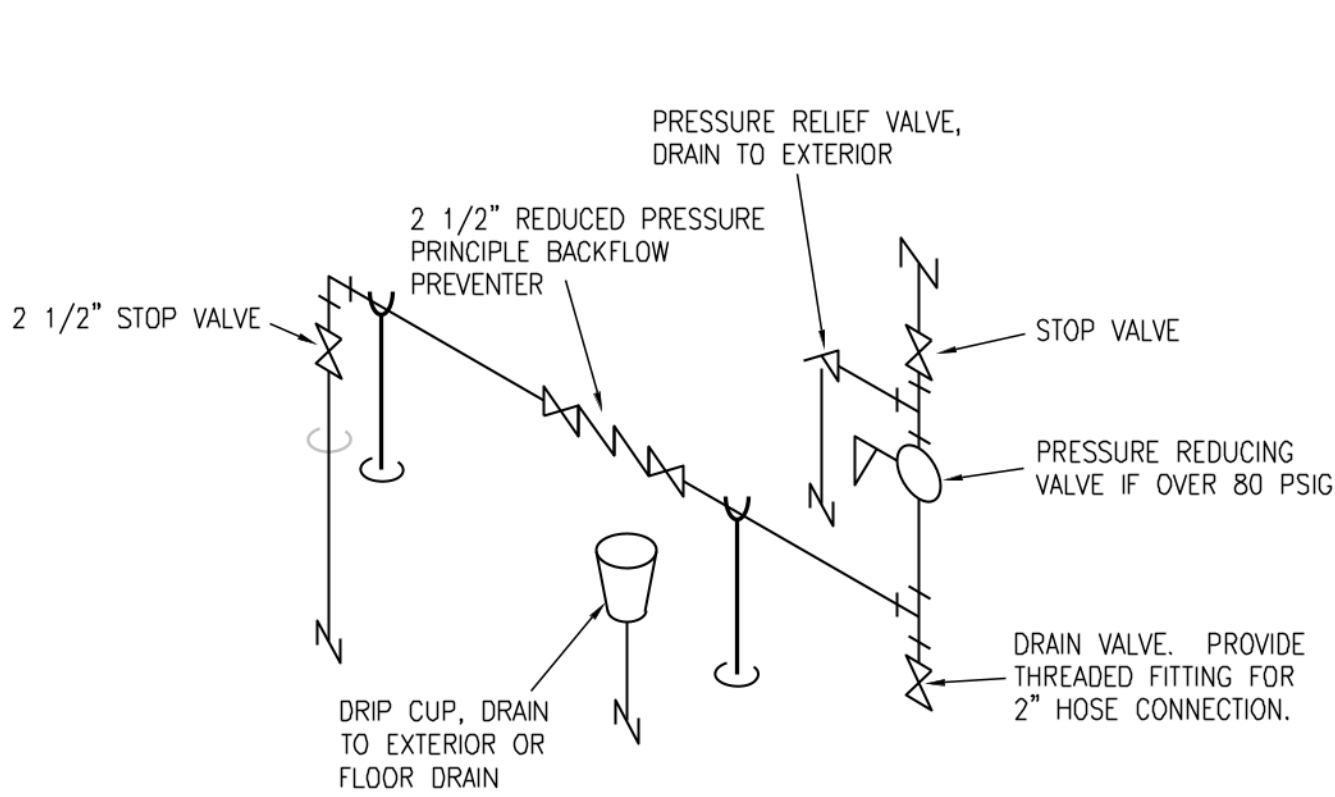 PRESSURE RELIEF VALVE,
DRAIN TO EXTERIOR
2 1/2” REDUCED PRESSURE
PRINCIPLE BACKFLOW
PREVENTER
2 1/2” STOP VALVE
STOP VALVE
PRESSURE REDUCING
VALVE IF OVER 80 PSIG
DRAIN VALVE. PROVIDE
THREADED FITTING FOR
2” HOSE CONNECTION.
DRIP CUP, DRAIN
TO EXTERIOR OR
FLOOR DRAIN